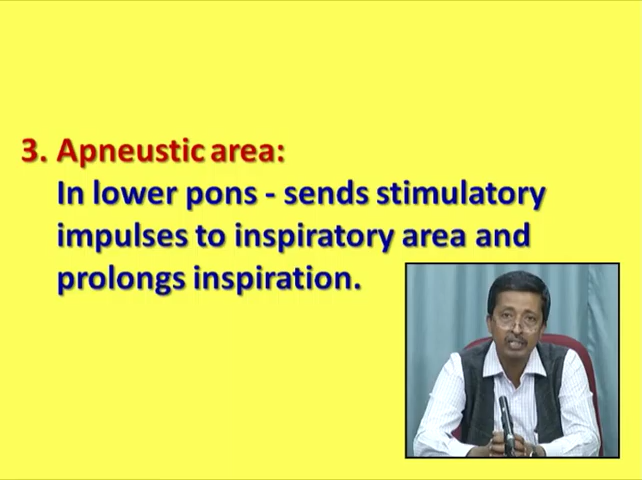 3. Apneustic area:
In lower pons - sends stimulatory
impulses to inspiratory area and
prolongs inspiration.